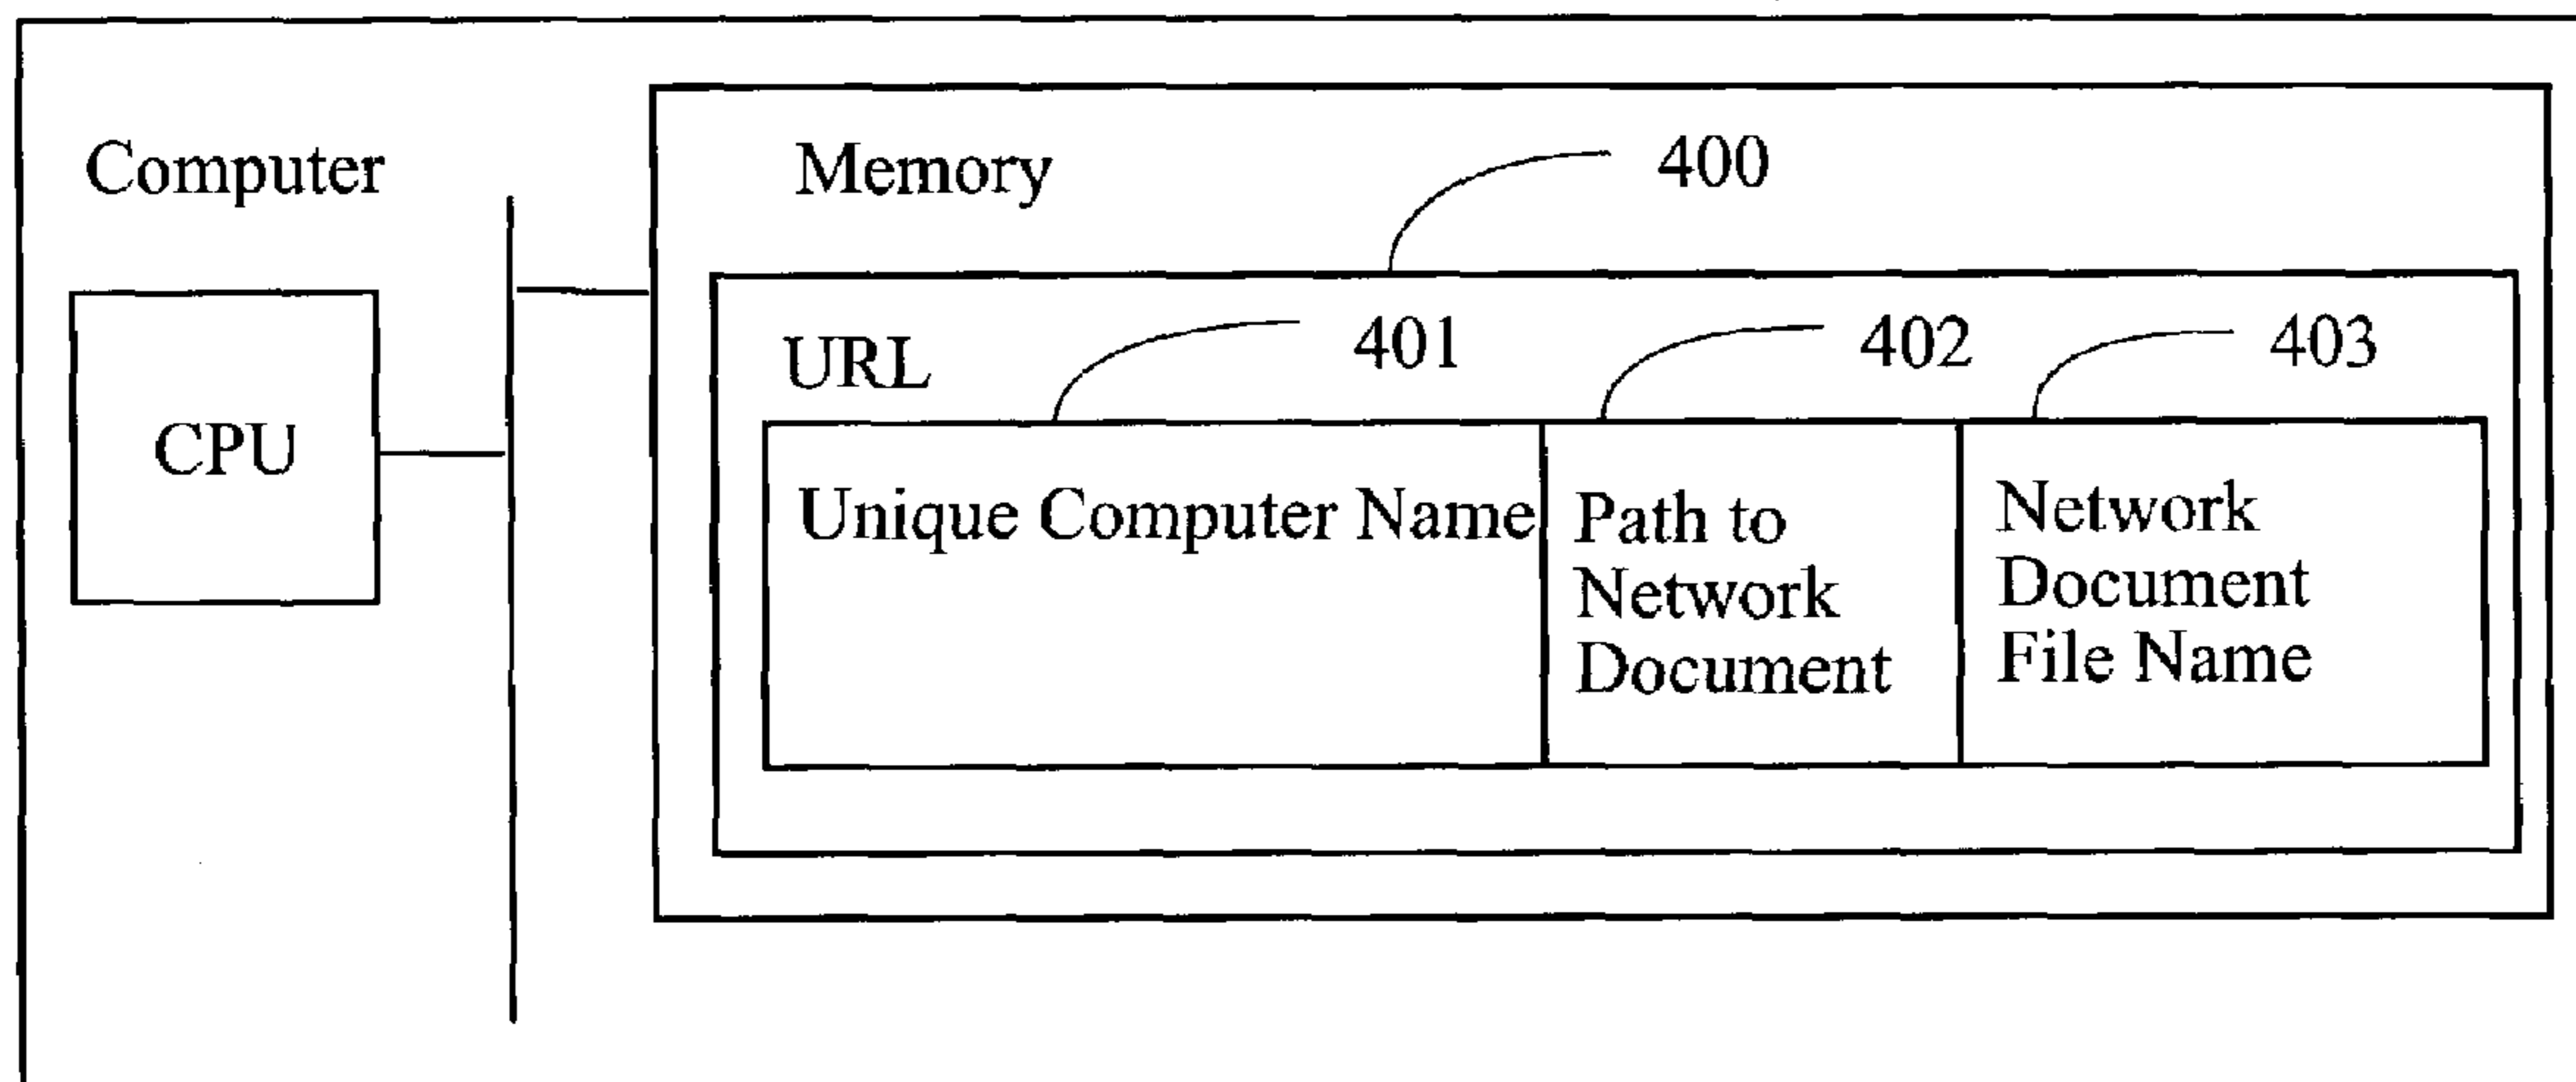 Computer
Memory
400
URL
401
402
403
CPU
Unique Computer Name
Path to
Network
Document
Network
Document
File Name